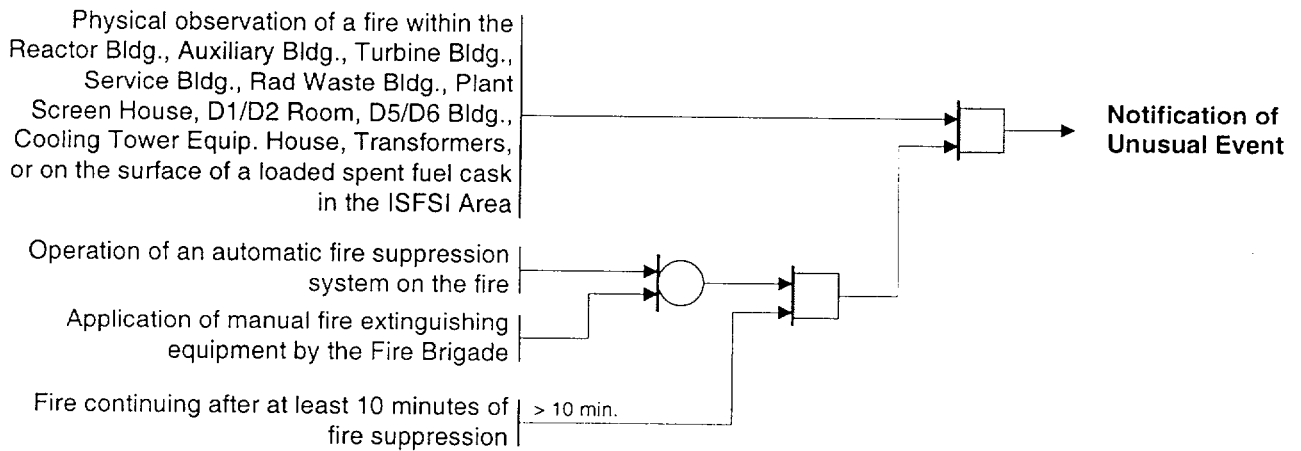 Physical observation of a fire within the
Reactor Bldg., Auxiliary Bldg., Turbine Bldg.,
Service Bldg., Rad Waste Bldg., Plant
Screen House, D1/D2 Room, D5/D6 Bldg.,
Cooling Tower Equip. House, Transformers,
or on the surface of a loaded spent fuel cask
in the ISFSI Area
Notification of
Unusual Event
Operation of an automatic fire suppression
system on the fire
Application of manual fire extinguishing
equipment by the Fire Brigade
Fire continuing after at least 10 minutes of
fire suppression
> 10 min.